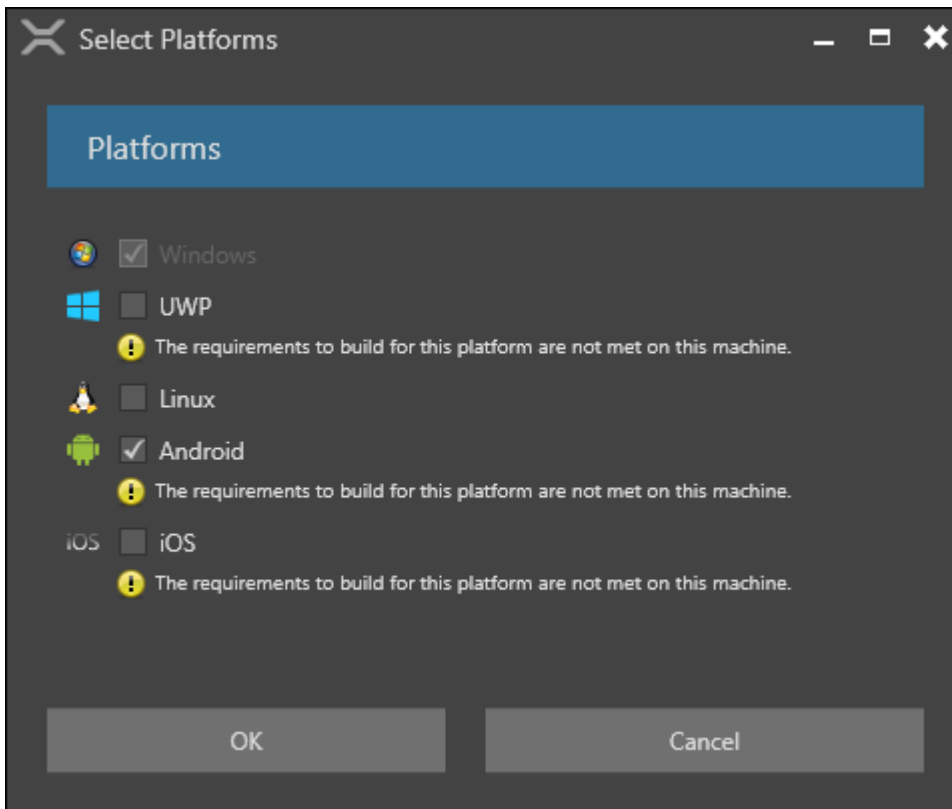 Select Platforms
Platforms
Windows
UWP
The requirements to build for this platform are not met on this machine.
Linux
Android
The requirements to build for this platform are not met on this machine.
iOS iOS
The requirements to build for this platform are not met on this machine.
OK Cancel